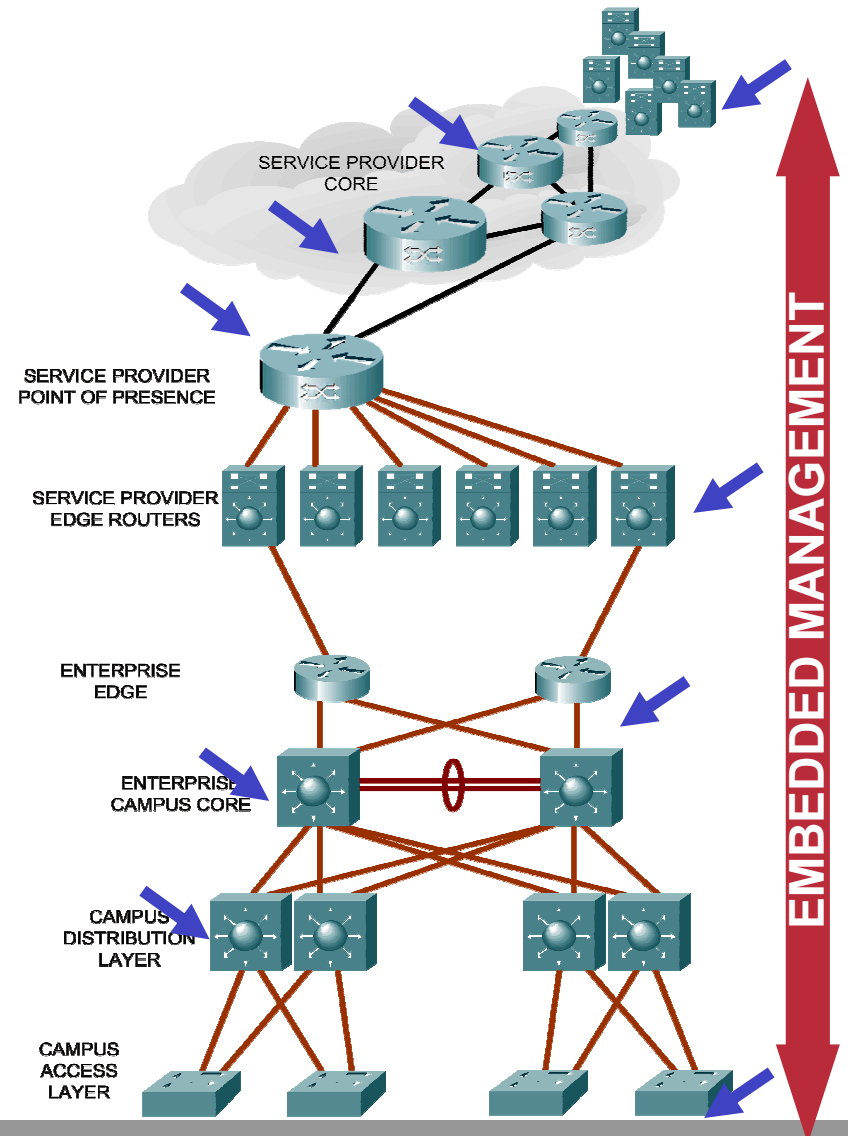 SERVICE PROVIDER
CORE
SERVICE PROVIDER
POINT OF PRESENCE
SERVICE PROVIDER
EDGE ROUTERS
ENTERPRISE
EDGE
ENTERPRISE
CAMPUS CORE
CAMPUS
DISTRIBUTION
LAYER
CAMPUS
ACCESS
LAYER
EMBEDDED MANAGEMENT